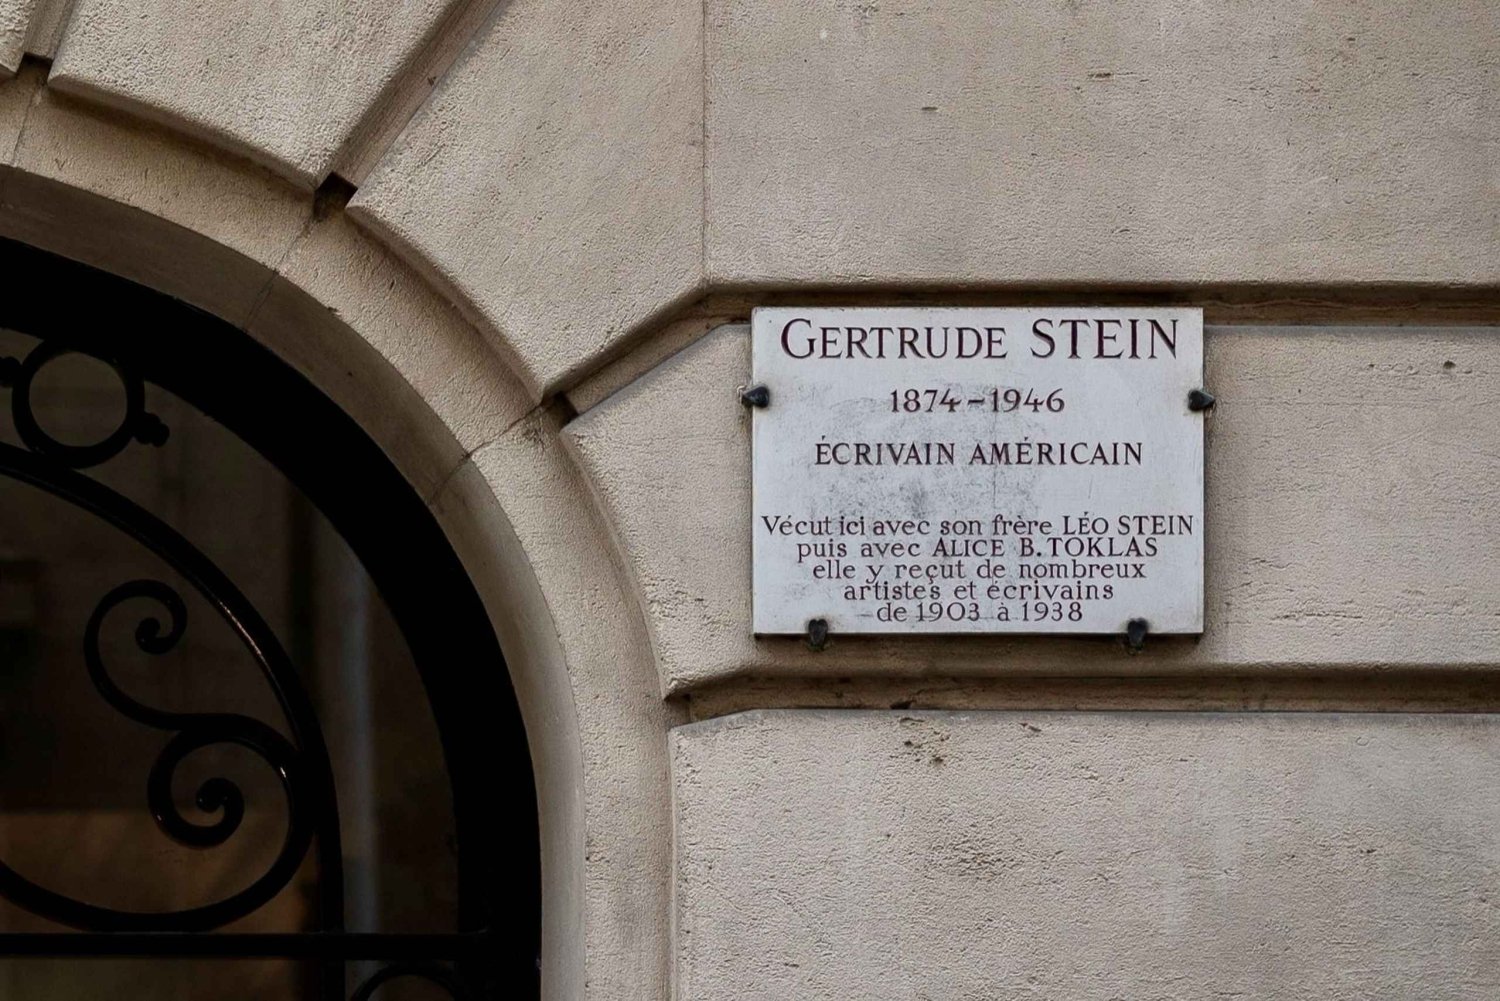 GERTRUDE STEIN
1874-1946
ÉCRIVAIN AMÉRICAIN
Vécut ici avec son frère LÉO STEIN
puis avec ALICE B. TOKLAS
elle y reçut de nombreux
artistes et écrivains
de 1903 à 1938